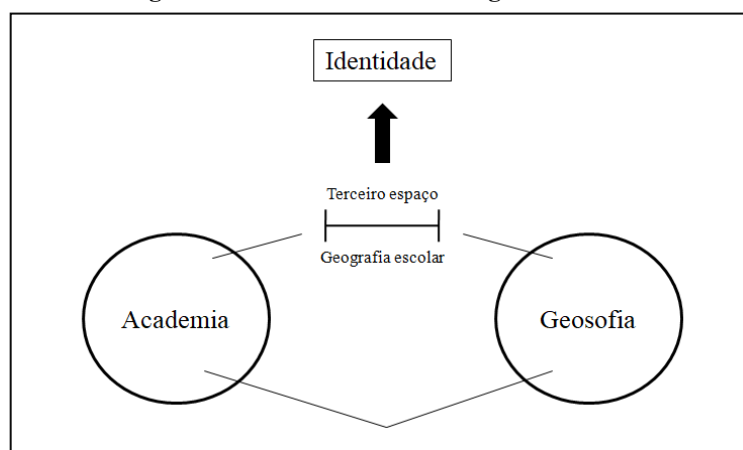 Identidade
Terceiro espaço
Geografia escolar
Academia
Geosofia